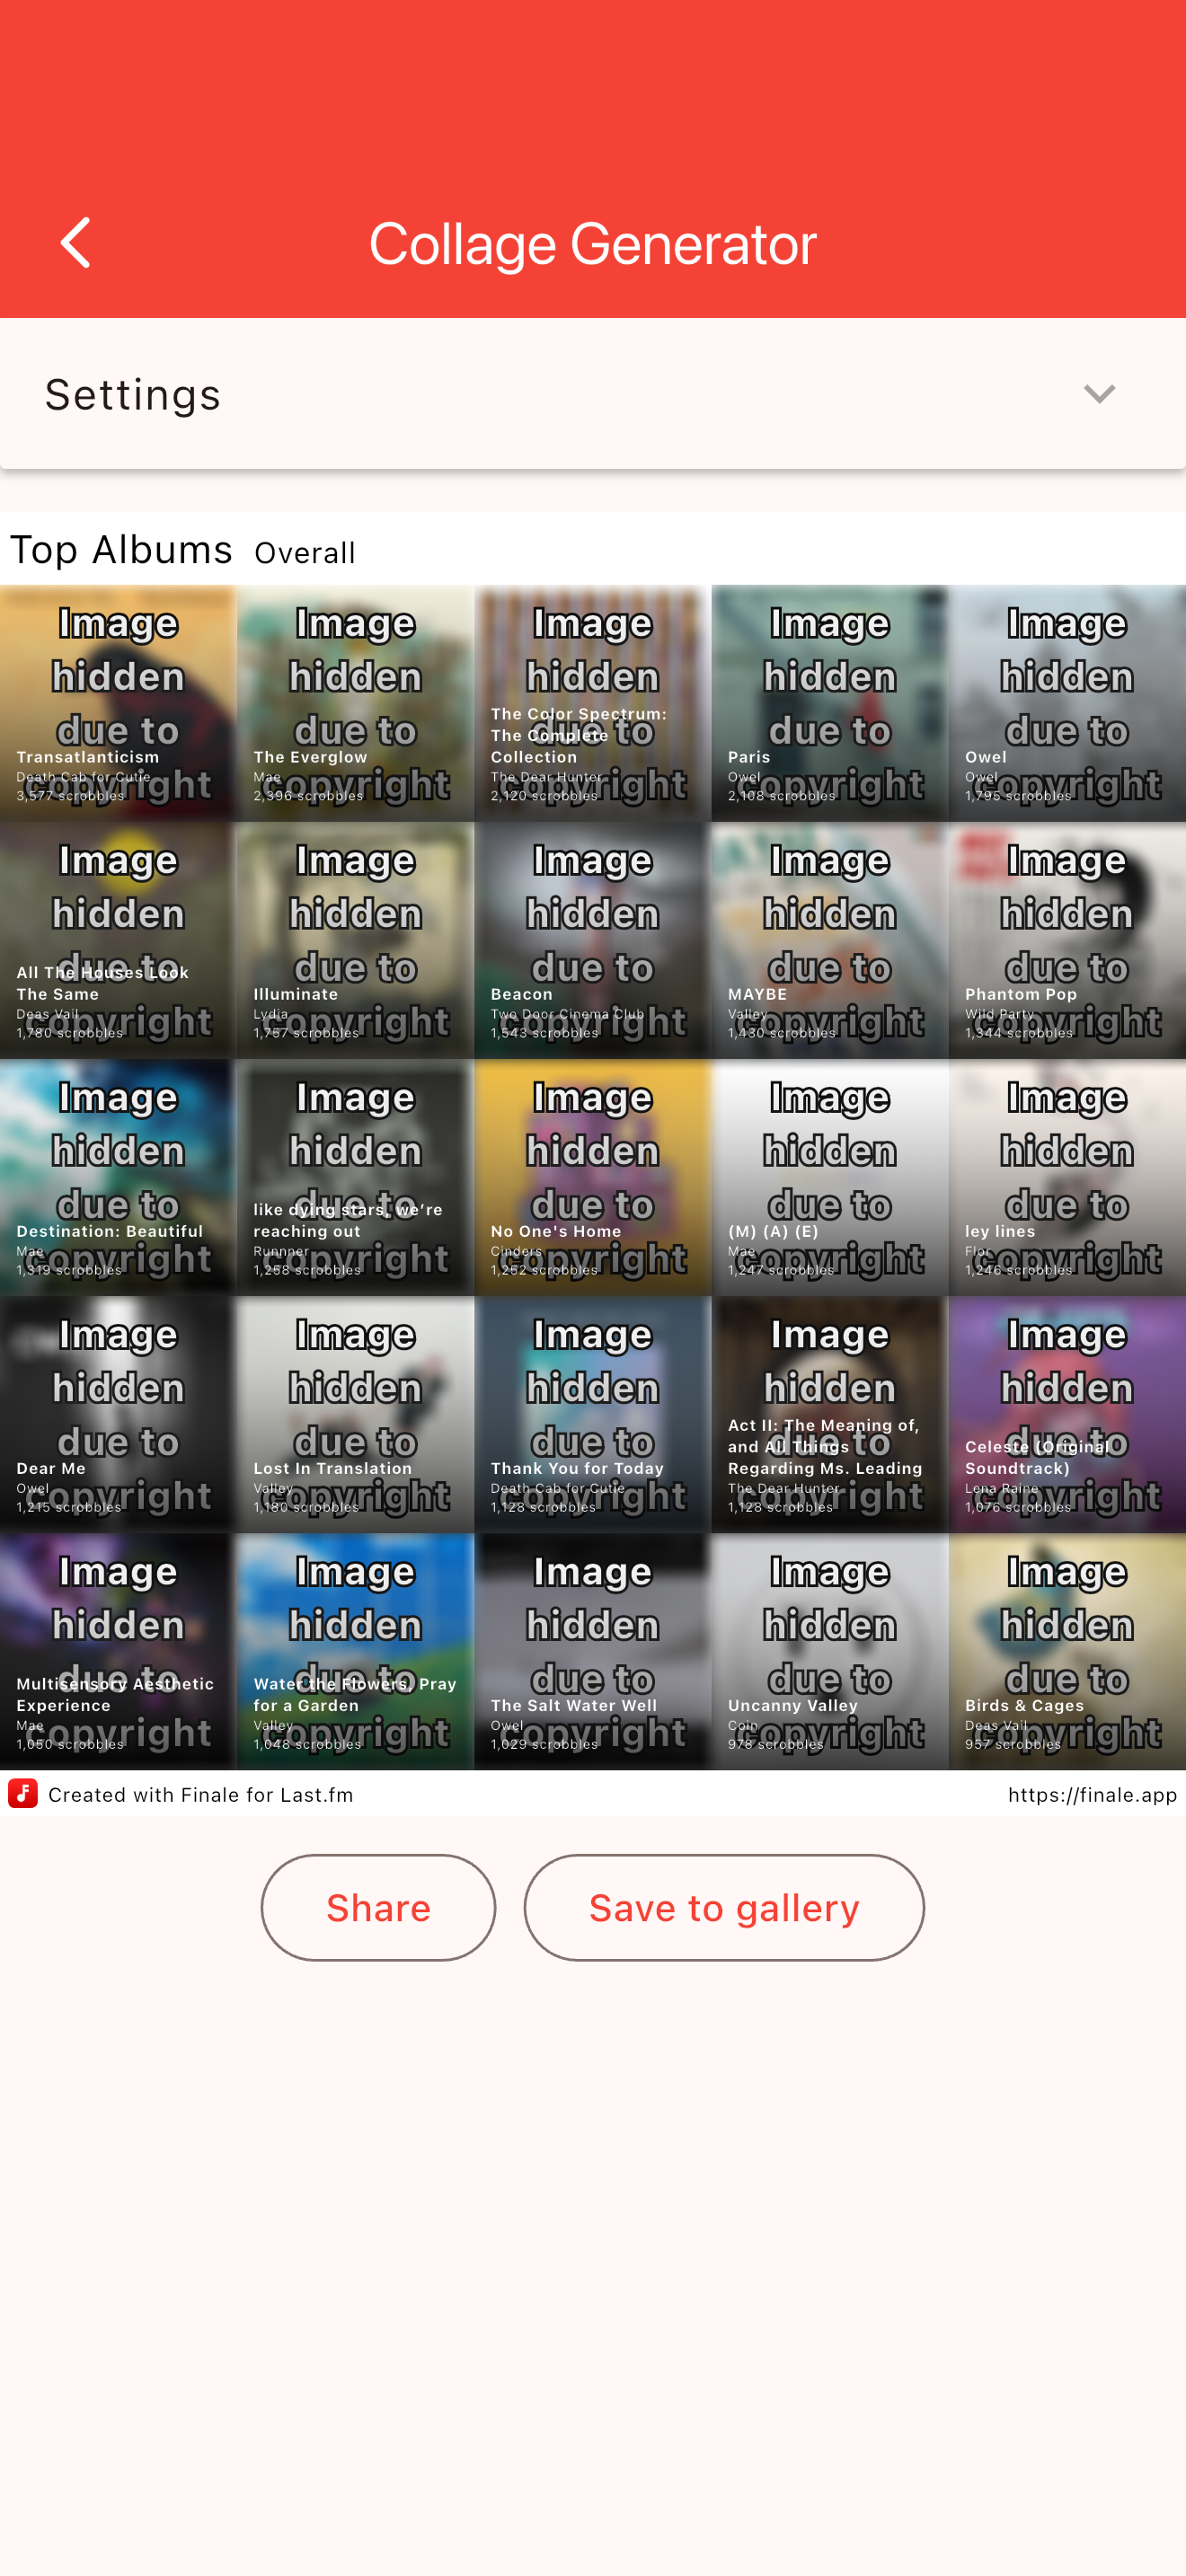 Collage Generator
Settings
Top Albums Overall
Image
hidden
due to
copyright
Transatlanticism
Death Cab for Cutie
3,577 scrobbles
Image
hidden
due to
copyright
The Everglow
Mae
2,396 scrobbles
Image
hidden
due to
copyright
The Color Spectrum:
The Complete
Collection
The Dear Hunter
2,120 scrobbles
Image
hidden
due to
copyright
Paris
Owel
2,108 scrobbles
Image
hidden
due to
copyright
Owel
Owel
1,795 scrobbles
Image
hidden
due to
copyright
All The Houses Look
The Same
Deas Vail
1,780 scrobbles
Image
hidden
due to
copyright
Illuminate
Lydia
1,757 scrobbles
Image
hidden
due to
copyright
Beacon
Two Door Cinema Club
1,543 scrobbles
Image
hidden
due to
copyright
MAYBE
Valley
1,430 scrobbles
Image
hidden
due to
copyright
Phantom Pop
Wild Party
1,344 scrobbles
Image
hidden
due to
copyright
Destination: Beautiful
Mae
1,319 scrobbles
Image
hidden
due to
copyright
like dying stars, we’re
reaching out
Runnner
1,258 scrobbles
Image
hidden
due to
copyright
No One's Home
Cinders
1,252 scrobbles
Image
hidden
due to
copyright
(M) (A) (E)
Mae
1,247 scrobbles
Image
hidden
due to
copyright
ley lines
Flor
1,246 scrobbles
Image
hidden
due to
copyright
Dear Me
Owel
1,215 scrobbles
Image
hidden
due to
copyright
Lost In Translation
Valley
1,180 scrobbles
Image
hidden
due to
copyright
Thank You for Today
Death Cab for Cutie
1,128 scrobbles
Image
hidden
due to
copyright
Act II: The Meaning of,
and All Things
Regarding Ms. Leading
The Dear Hunter
1,128 scrobbles
Image
hidden
due to
copyright
Celeste (Original
Soundtrack)
Lena Raine
1,076 scrobbles
Image
hidden
due to
copyright
Multisensory Aesthetic
Experience
Mae
1,050 scrobbles
Image
hidden
due to
copyright
Water the Flowers, Pray
for a Garden
Valley
1,048 scrobbles
Image
hidden
due to
copyright
The Salt Water Well
Owel
1,029 scrobbles
Image
hidden
due to
copyright
Uncanny Valley
Coin
978 scrobbles
Image
hidden
due to
copyright
Birds & Cages
Deas Vail
957 scrobbles
Created with Finale for Last.fm
https://finale.app
Share
Save to gallery